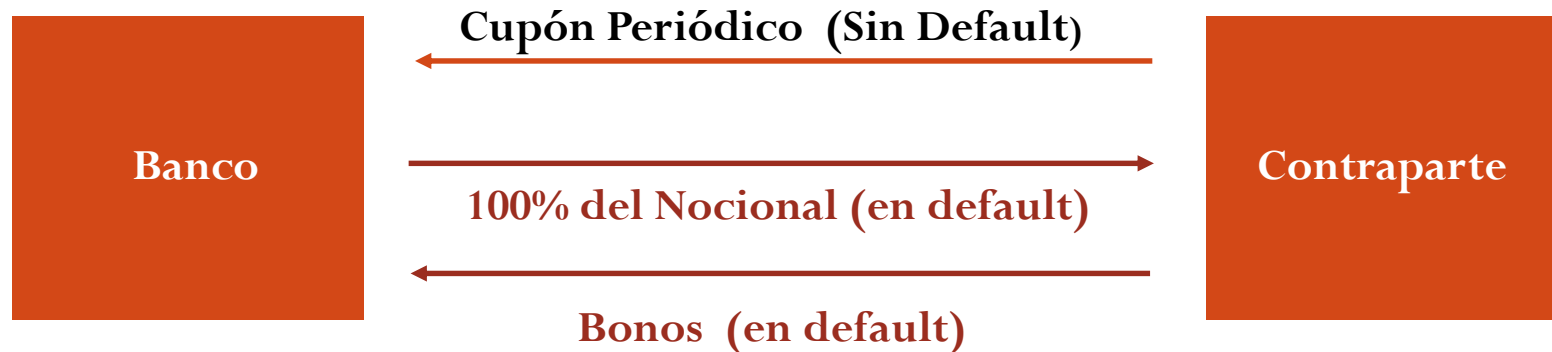 Cupón Periódico (Sin Default)
Banco
Contraparte
100% del Nocional (en default)
Bonos (en default)